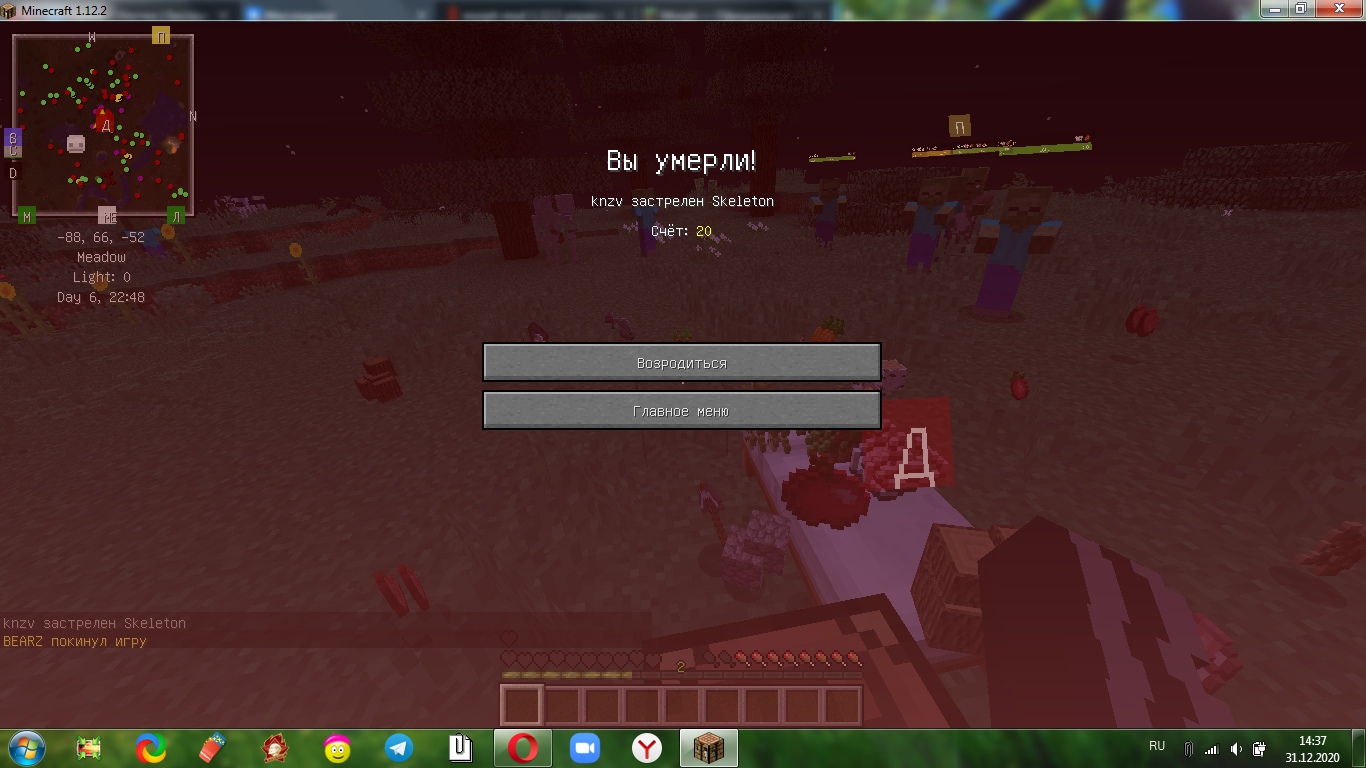 Minecraft 1.12.2
W
П
N
Д
В
С
D
М
Л
-88, 66, -52
Meadow
Light: 0
Day 6, 22:48
П
Вы умерли!
knzv застрелен Skeleton
Счёт: 20
Возродиться
Главное меню
Д
knzv застрелен Skeleton
BEARZ покинул игру
2
RU
14:37
31.12.2020